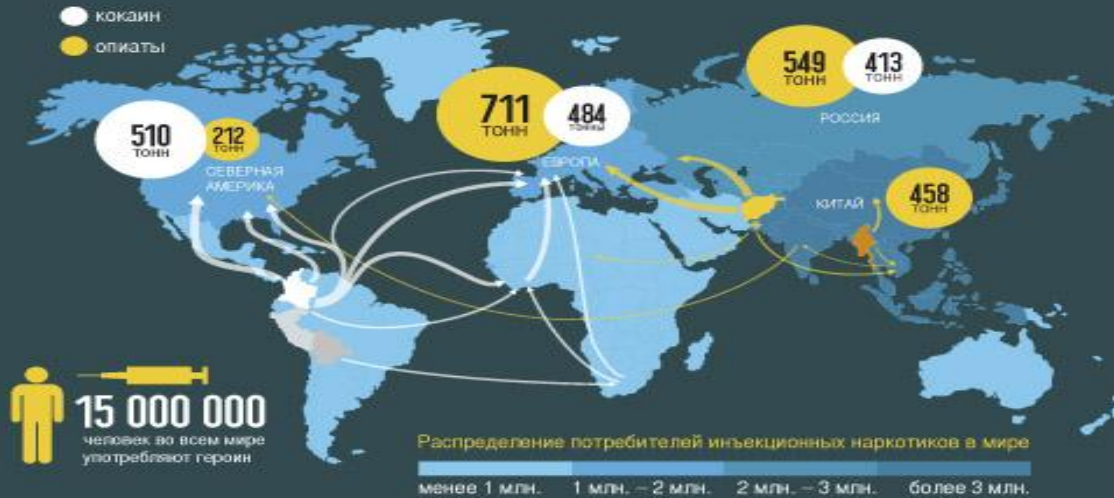 кокаин
опиаты
510
ТОНН
212
ТОНН
СЕВЕРНАЯ
АМЕРИКА
711
ТОНН
484
ТОННЫ
ЕВРОПА
549
ТОНН
413
ТОНН
РОССИЯ
КИТАЙ
458
ТОНН
15 000 000
человек во всем мире
употребляют героин
Распределение потребителей инъекционных наркотиков в мире
менее 1 млн. 1 млн. – 2 млн. 2 млн. – 3 млн. более 3 млн.